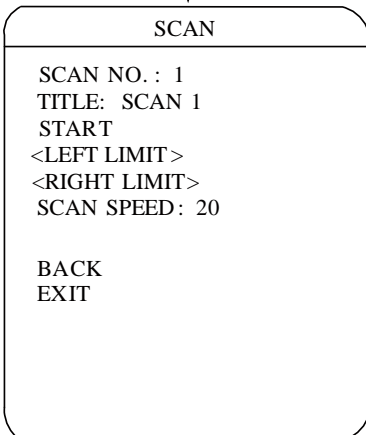 SCAN
SCAN NO. : 1
TITLE: SCAN 1
START
<LEFT LIMIT>
<RIGHT LIMIT>
SCAN SPEED: 20
BACK
EXIT